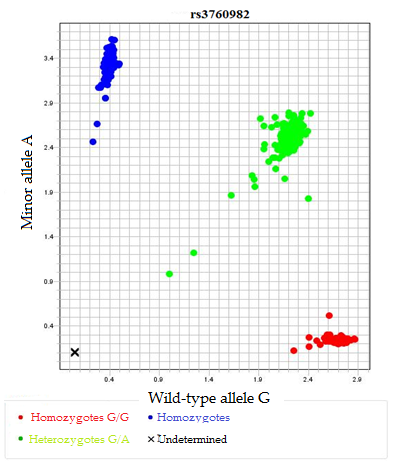 rs3760982
Minor allele A
3.4
2.9
2.4
1.9
1.4
0.9
0.4
0.4 0.9 1.4 1.9 2.4 2.9
Wild-type allele G
Homozygotes G/G Homozygotes
Heterozygotes G/A Undetermined